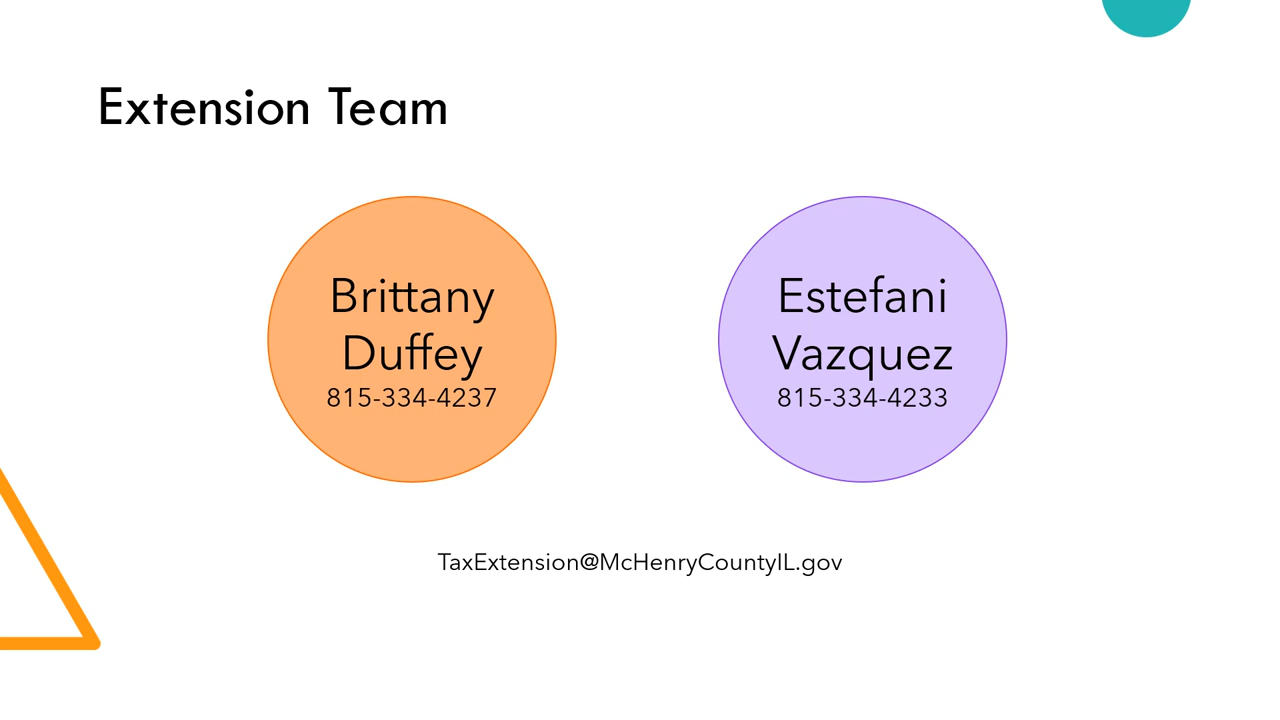 Extension Team
Brittany
Duffey
815-334-4237
Estefani
Vazquez
815-334-4233
TaxExtension@McHenryCountyIL.gov